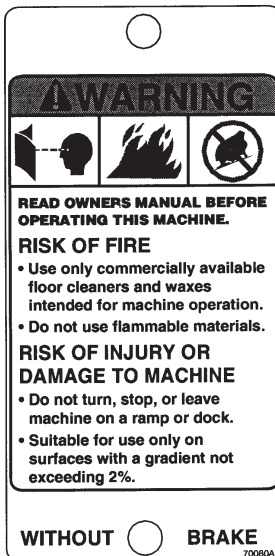 WARNING
READ OWNERS MANUAL BEFORE
OPERATING THIS MACHINE.
RISK OF FIRE
• Use only commercially available
floor cleaners and waxes
intended for machine operation.
• Do not use flammable materials.
RISK OF INJURY OR
DAMAGE TO MACHINE
• Do not turn, stop, or leave
machine on a ramp or dock.
• Suitable for use only on
surfaces with a gradient not
exceeding 2%.
WITHOUT BRAKE
70080A